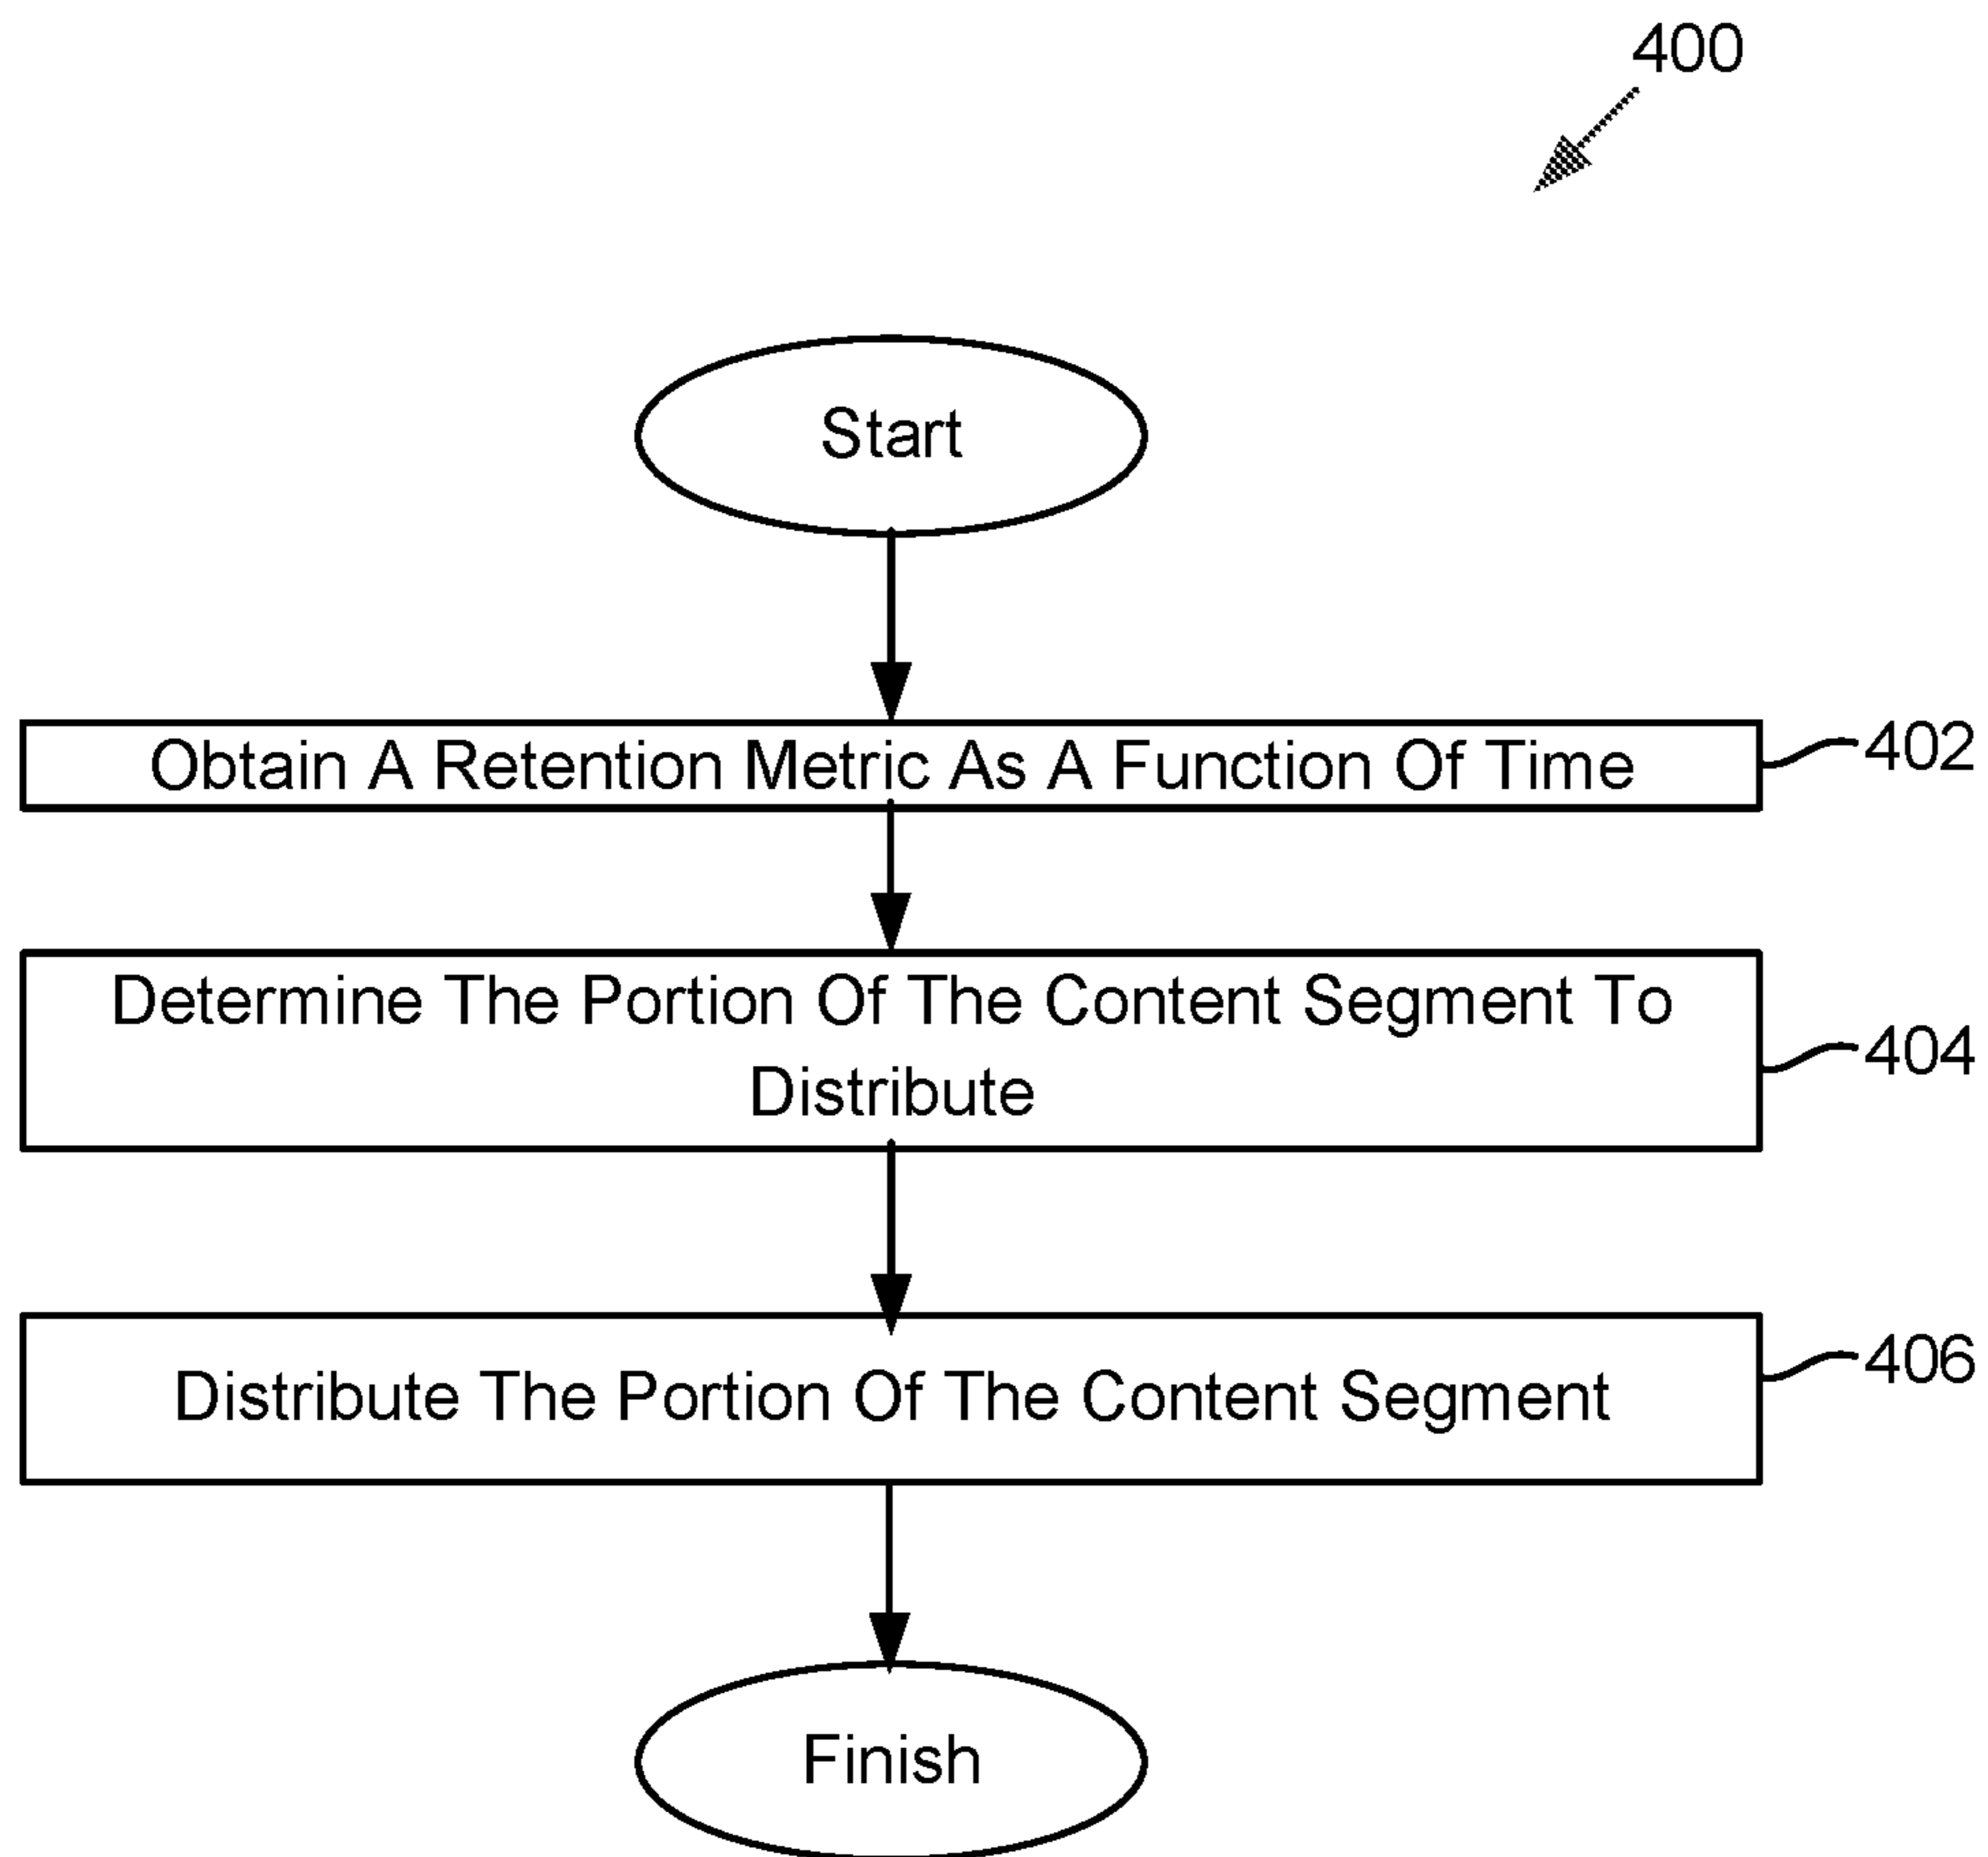 400
Start
Obtain A Retention Metric As A Function Of Time
402
Determine The Portion Of The Content Segment To
Distribute
404
Distribute The Portion Of The Content Segment
406
Finish